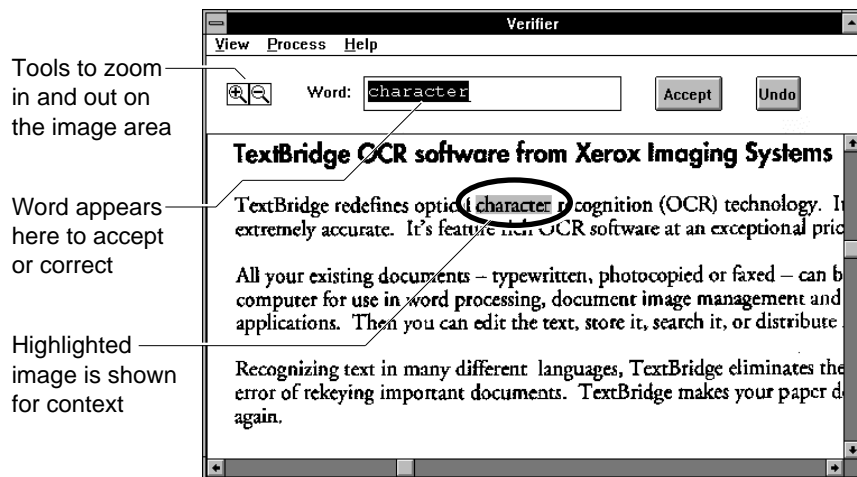 Verifier
View Process Help
Tools to zoom
in and out on
the image area
Word: character
Accept
Undo
TextBridge OCR software from Xerox Imaging Systems
Word appears
here to accept
or correct
TextBridge redefines optical character recognition (OCR) technology.
extremely accurate. It's feature rich OCR software at an exceptional
All your existing documents – typewritten, photocopied or faxed – can
computer for use in word processing, document image management and
applications. Then you can edit the text, store it, search it, or distribute
Highlighted
image is shown
for context
Recognizing text in many different languages, TextBridge eliminates the
error of rekeying important documents. TextBridge makes your paper
again.